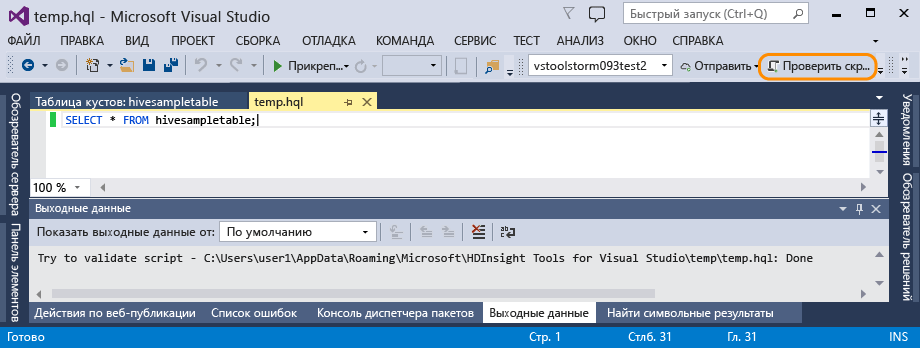 temp.hql - Microsoft Visual Studio
Быстрый запуск (Ctrl+Q)
ФАЙЛ ПРАВКА ВИД ПРОЕКТ СБОРКА ОТЛАДКА КОМАНДА СЕРВИС ТЕСТ АНАЛИЗ ОКНО СПРАВКА
Прикреп... vstoolstorm093test2 Отправить Проверить скр...
Обозреватель сервера
Панель элементов
Таблица кустов: hivesampletable temp.hql
SELECT * FROM hivesampletable;
100 %
Выходные данные
Показать выходные данные от: По умолчанию
Try to validate script - C:\Users\user1\AppData\Roaming\Microsoft\HDInsight Tools for Visual Studio\temp\temp.hql: Done
Действия по веб-публикации Список ошибок Консоль диспетчера пакетов Выходные данные Найти символьные результаты
Уведомления
Обозреватель решений
Готово Стр. 1 Стлб. 31 Гл. 31 INS